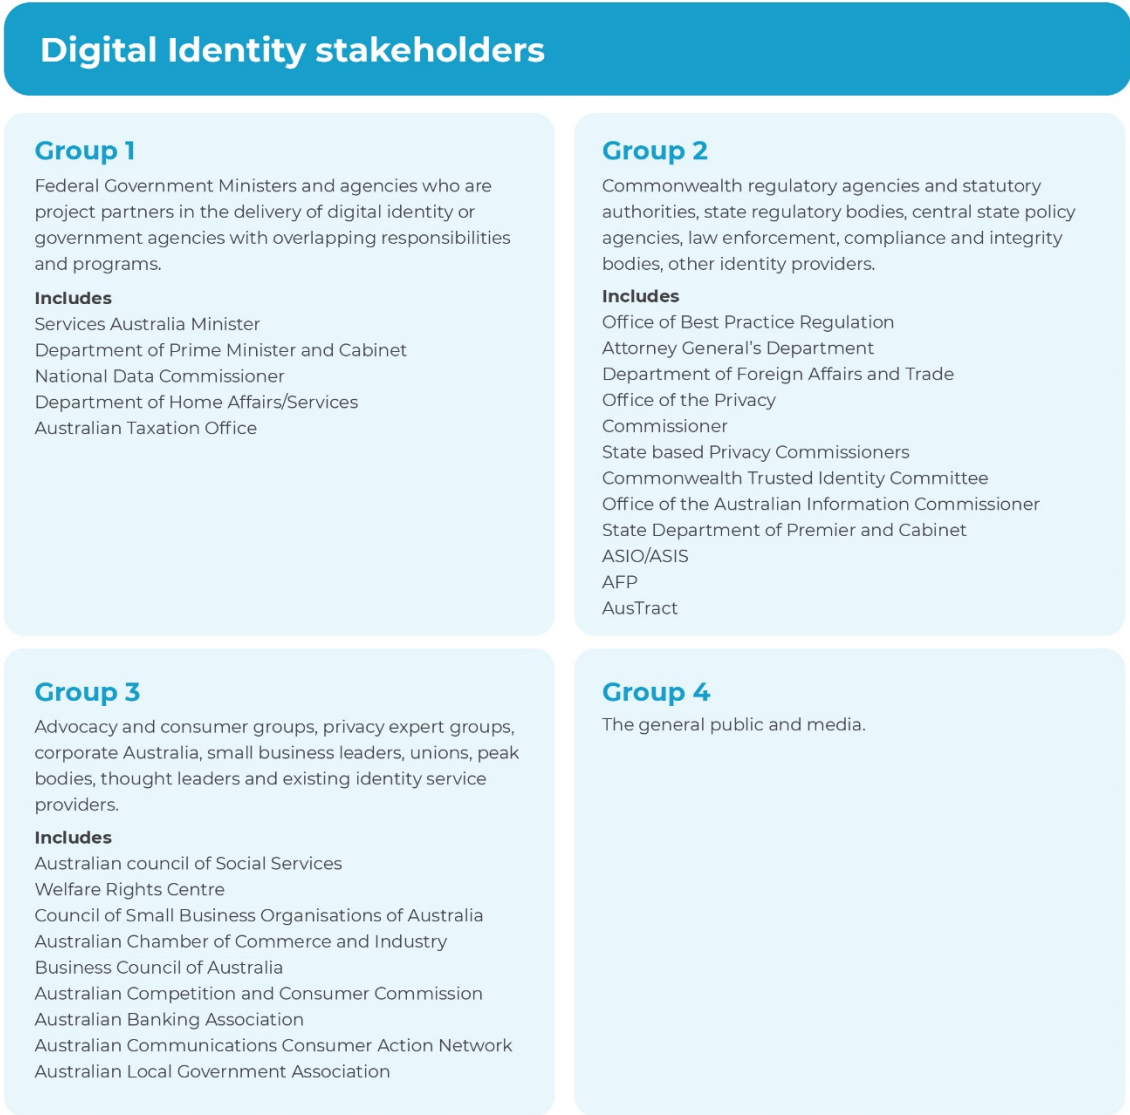 Digital Identity stakeholders
Group 1
Federal Government Ministers and agencies who are
project partners in the delivery of digital identity or
government agencies with overlapping responsibilities
and programs.
Includes
Services Australia Minister
Department of Prime Minister and Cabinet
National Data Commissioner
Department of Home Affairs/Services
Australian Taxation Office
Group 2
Commonwealth regulatory agencies and statutory
authorities, state regulatory bodies, central state policy
agencies, law enforcement, compliance and integrity
bodies, other identity providers.
Includes
Office of Best Practice Regulation
Attorney General’s Department
Department of Foreign Affairs and Trade
Office of the Privacy
Commissioner
State based Privacy Commissioners
Commonwealth Trusted Identity Committee
Office of the Australian Information Commissioner
State Department of Premier and Cabinet
ASIO/ASIS
AFP
AusTract
Group 3
Advocacy and consumer groups, privacy expert groups,
corporate Australia, small business leaders, unions, peak
bodies, thought leaders and existing identity service
providers.
Includes
Australian council of Social Services
Welfare Rights Centre
Council of Small Business Organisations of Australia
Australian Chamber of Commerce and Industry
Business Council of Australia
Australian Competition and Consumer Commission
Australian Banking Association
Australian Communications Consumer Action Network
Australian Local Government Association
Group 4
The general public and media.